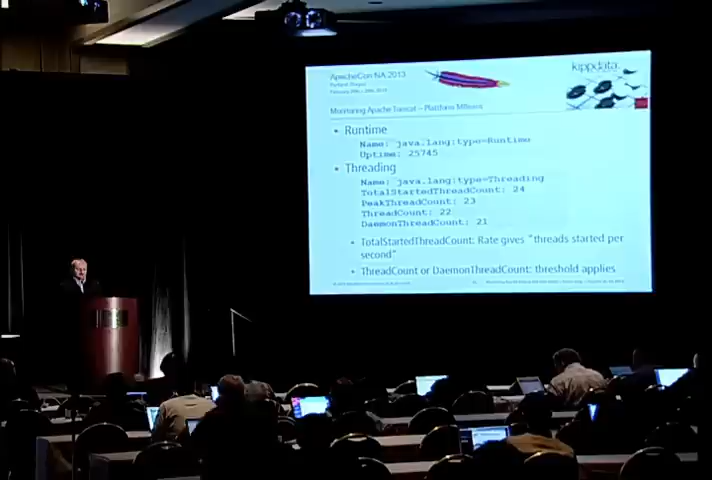 ApacheCon NA 2013
Portland, Oregon
kippdata
Monitoring Apache Tomcat – Platform MBeans
• Runtime
Name: java.lang:type=Runtime
Uptime: 25745
• Threading
Name: java.lang:type=Threading
TotalStartedThreadCount: 24
PeakThreadCount: 23
ThreadCount: 22
DaemonThreadCount: 21
• TotalStartedThreadCount: Rate gives "threads started per
second"
• ThreadCount or DaemonThreadCount: threshold applies